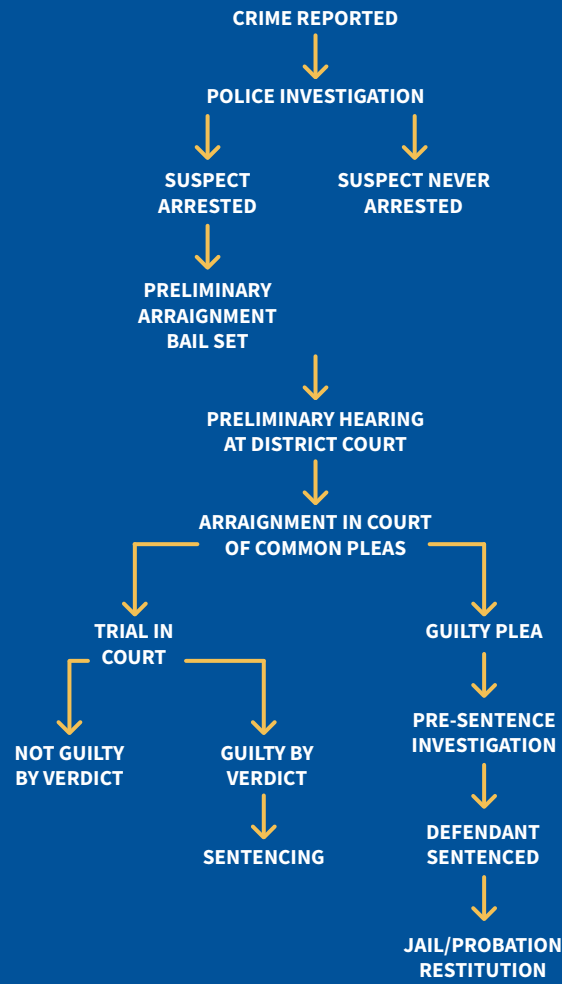 CRIME REPORTED
POLICE INVESTIGATION
SUSPECT
ARRESTED
SUSPECT NEVER
ARRESTED
PRELIMINARY
ARRAIGNMENT
BAIL SET
PRELIMINARY HEARING
AT DISTRICT COURT
ARRAIGNMENT IN COURT
OF COMMON PLEAS
TRIAL IN
COURT
GUILTY PLEA
NOT GUILTY
BY VERDICT
GUILTY BY
VERDICT
PRE-SENTENCE
INVESTIGATION
SENTENCING
DEFENDANT
SENTENCED
JAIL/PROBATION
RESTITUTION